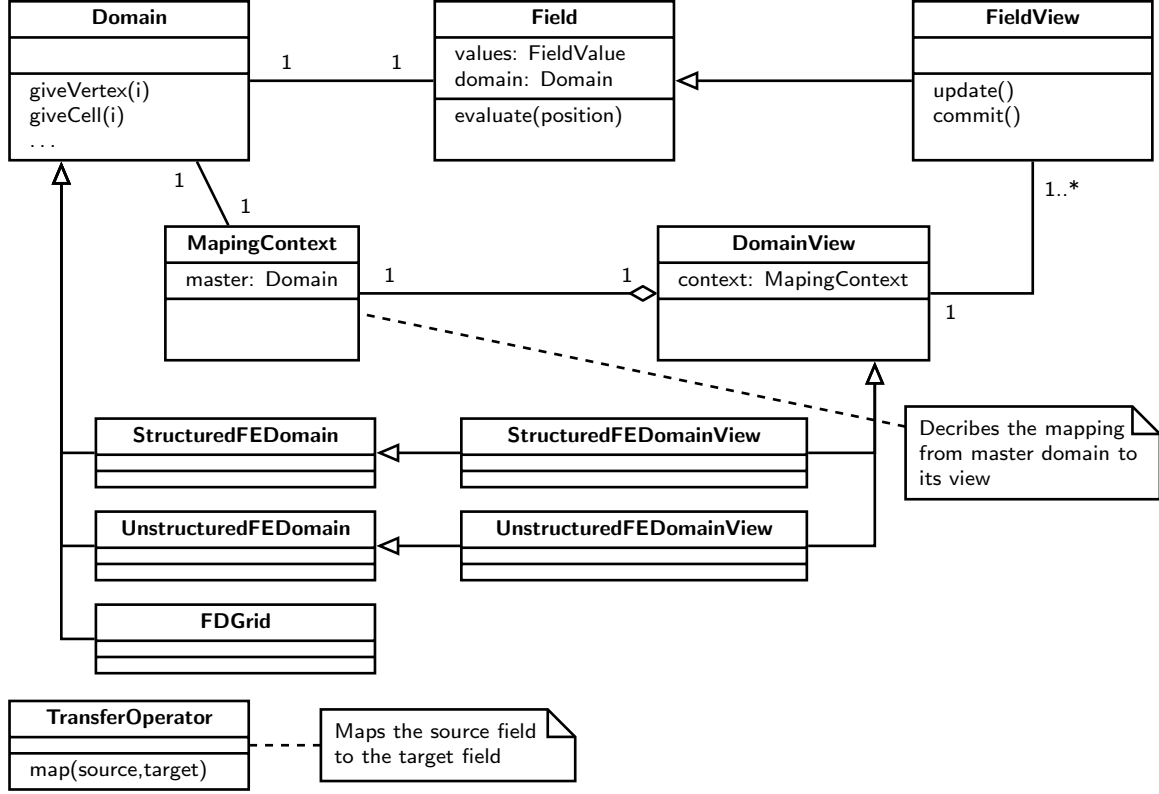 Domain
giveVertex(i)
giveCell(i)
. . .
1
1
Field
values: FieldValue
domain: Domain
evaluate(position)
FieldView
update()
commit()
1
1
1..*
MapingContext
master: Domain
1
1
DomainView
context: MapingContext
1
StructuredFEDomain
StructuredFEDomainView
Decribes the mapping
from master domain to
its view
UnstructuredFEDomain
UnstructuredFEDomainView
FDGrid
TransferOperator
map(source,target)
Maps the source field
to the target field